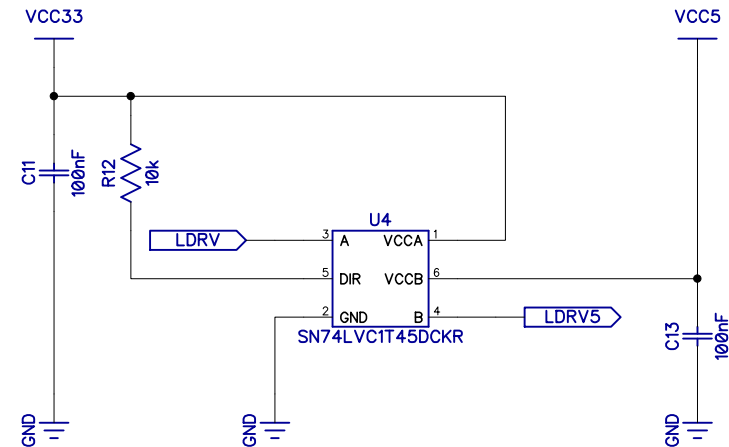 VCC33
VCC5
C11
100nF
R12
10k
U4
LDRV
3
A
VCCA
1
5
DIR
VCCB
6
2
GND
B
4
LDRV5
SN74LVC1T45DCKR
C13
100nF
GND
GND
GND